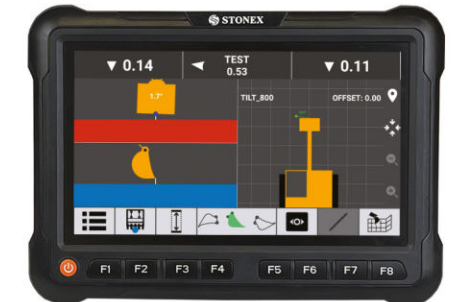 STONEX
▼ 0.14
◄ TEST
0.53
▼ 0.11
1.7°
TILT_800
OFFSET: 0.00
F1 F2 F3 F4 F5 F6 F7 F8